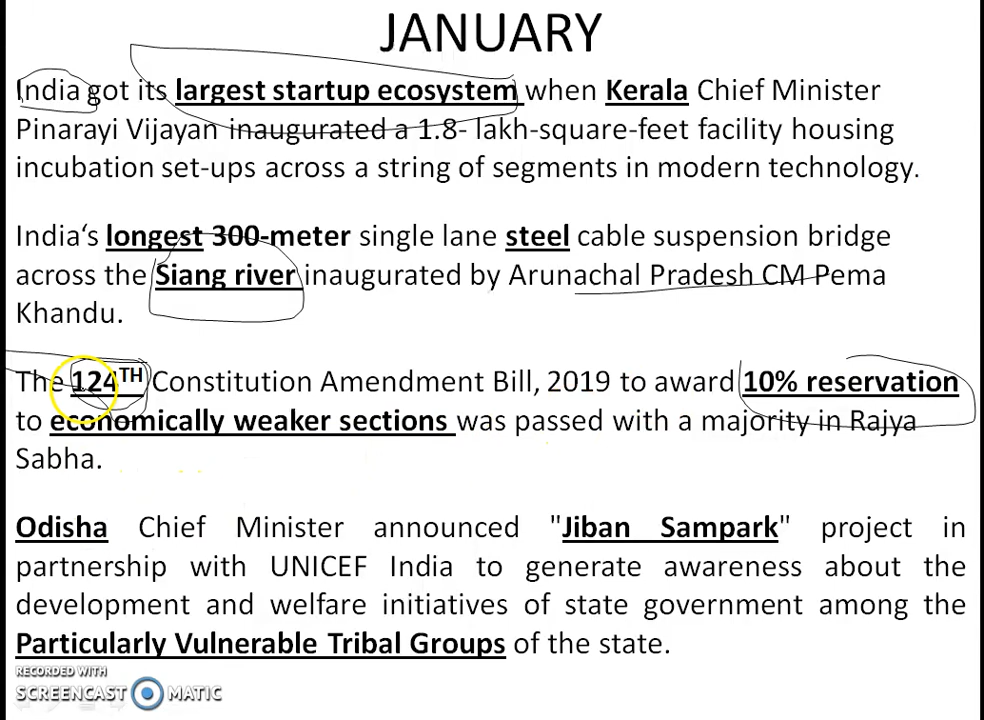 JANUARY
India got its largest startup ecosystem when Kerala Chief Minister
Pinarayi Vijayan inaugurated a 1.8- lakh-square-feet facility housing
incubation set-ups across a string of segments in modern technology.
India‘s longest 300-meter single lane steel cable suspension bridge
across the Siang river inaugurated by Arunachal Pradesh CM Pema
Khandu.
The 124TH Constitution Amendment Bill, 2019 to award 10% reservation
to economically weaker sections was passed with a majority in Rajya
Sabha.
Odisha Chief Minister announced "Jiban Sampark" project in
partnership with UNICEF India to generate awareness about the
development and welfare initiatives of state government among the
Particularly Vulnerable Tribal Groups of the state.
RECORDED WITH
SCREENCAST MATIC